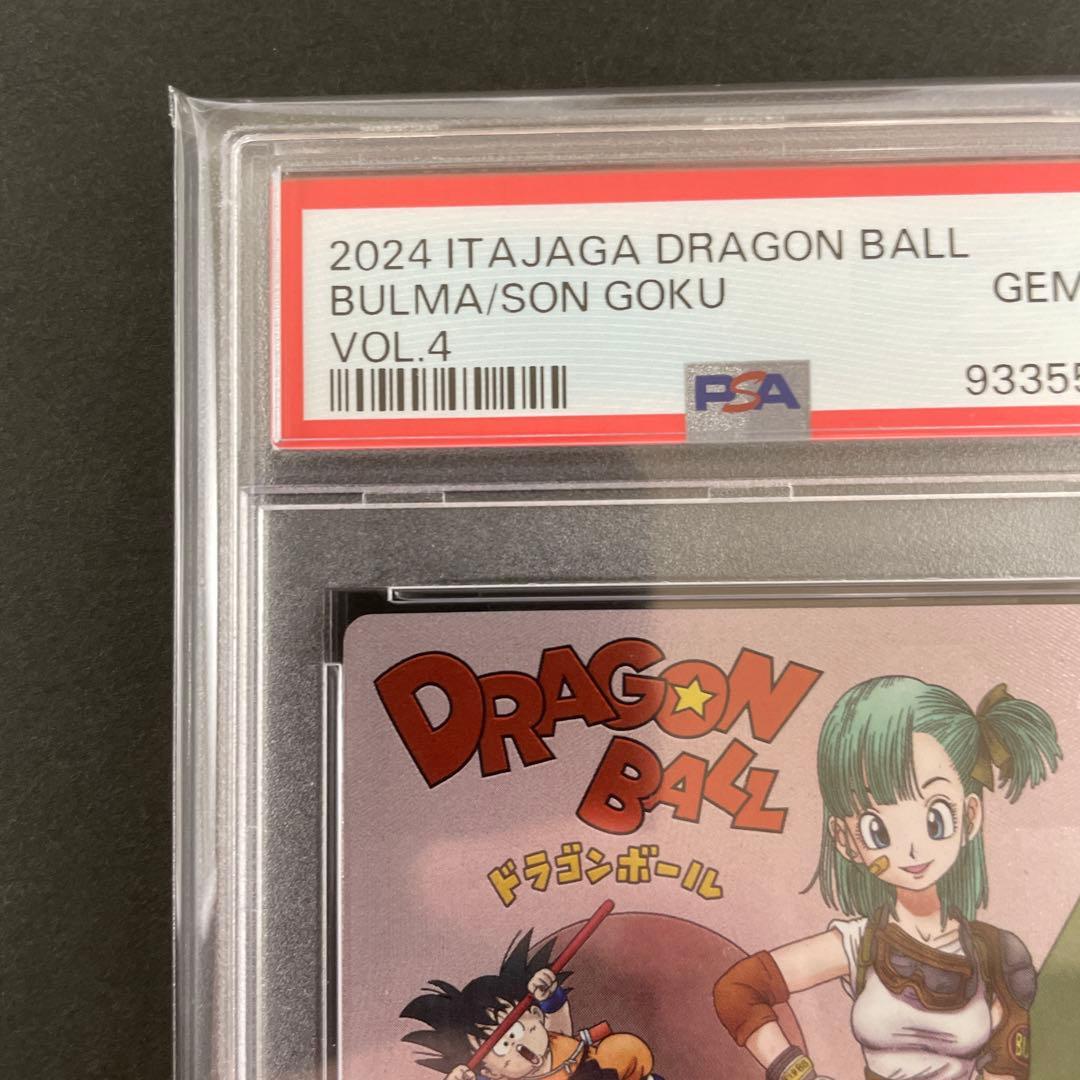 2024 ITAJAGA DRAGON BALL
BULMA/SON GOKU
GEM
VOL.4
93355
PSA
DRAGON
BALL
ドラゴンボール